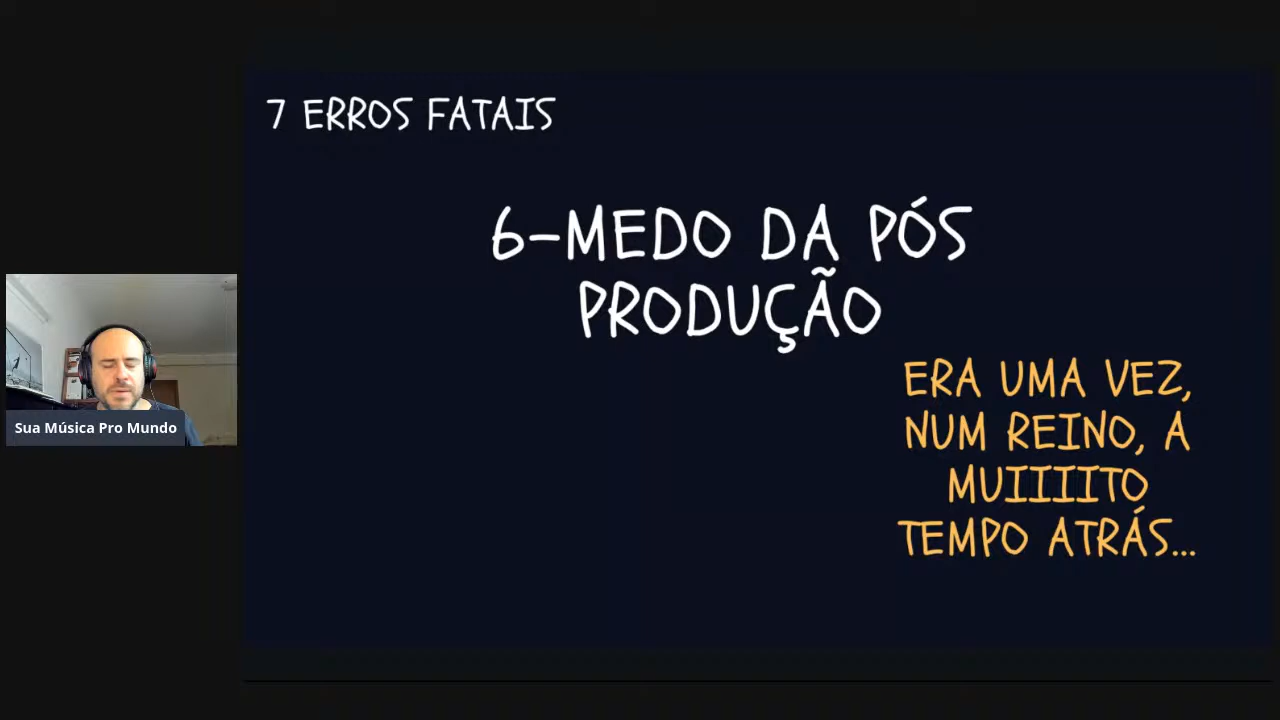 7 ERROS FATAIS
6-MEDO DA PÓS
PRODUÇÃO
ERA UMA VEZ,
NUM REINO, A
MUIIIITO
TEMPO ATRÁS...
Sua Música Pro Mundo